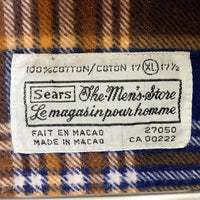 100% COTTON/COTON 17 XL 17½
Sears The Men's Store
Le magasin pour homme
FAIT EN MACAO 27050
MADE IN MACAO CA 00222